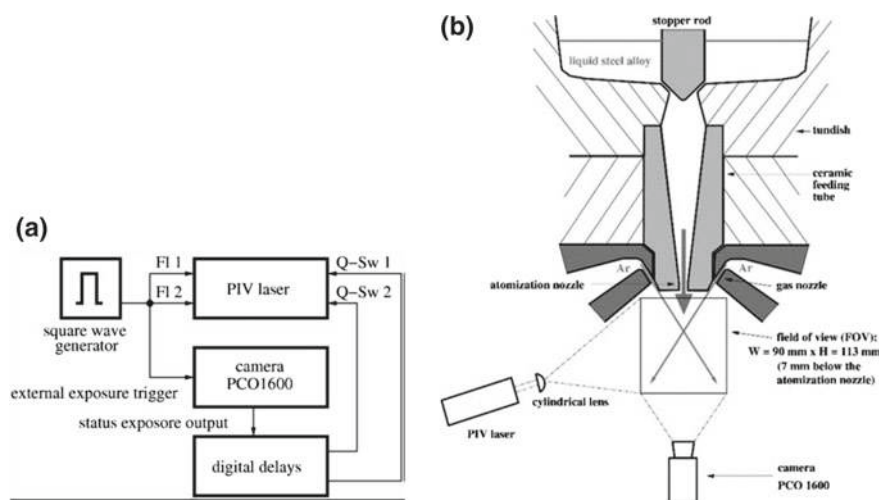 (a)
Fl 1
Fl 2
PIV laser
Q-Sw 1
Q-Sw 2
square wave
generator
camera
PCO1600
external exposure trigger
status exposore output
digital delays
(b)
stopper rod
liquid steel alloy
tundish
ceramic
feeding
tube
Ar
Ar
atomization nozzle
gas nozzle
field of view (FOV):
W = 90 mm x H = 113 mm
(7 mm below the
atomization nozzle)
cylindrical lens
PIV laser
camera
PCO 1600